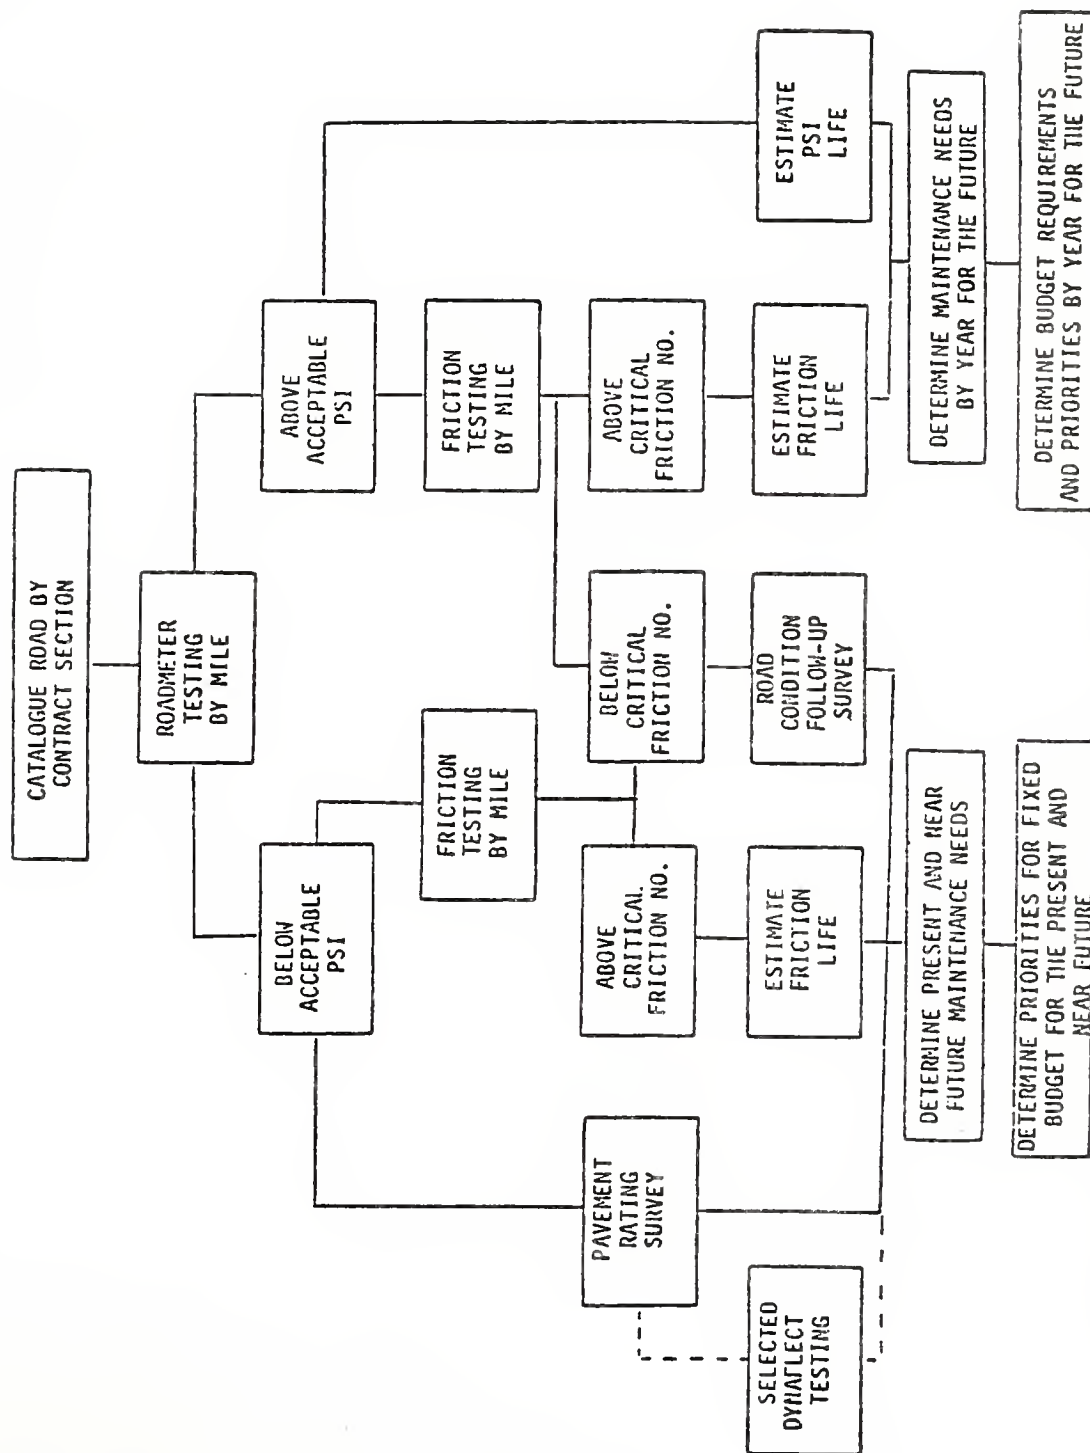 CATALOGUE ROAD BY
CONTRACT SECTION
ROADMETER
TESTING
BY MILE
BELOW
ACCEPTABLE
PSI
ABOVE
ACCEPTABLE
PSI
FRICTION
TESTING
BY MILE
FRICTION
TESTING
BY MILE
PAVEMENT
RATING
SURVEY
ABOVE
CRITICAL
FRICTION NO.
BELOW
CRITICAL
FRICTION NO.
ABOVE
CRITICAL
FRICTION NO.
SELECTED
DYNAFLECT
TESTING
ESTIMATE
FRICTION
LIFE
ROAD
CONDITION
FOLLOW-UP
SURVEY
ESTIMATE
FRICTION
LIFE
ESTIMATE
PSI
LIFE
DETERMINE PRESENT AND NEAR
FUTURE MAINTENANCE NEEDS
DETERMINE MAINTENANCE NEEDS
BY YEAR FOR THE FUTURE
DETERMINE PRIORITIES FOR FIXED
BUDGET FOR THE PRESENT AND
NEAR FUTURE
DETERMINE BUDGET REQUIREMENTS
AND PRIORITIES BY YEAR FOR THE FUTURE